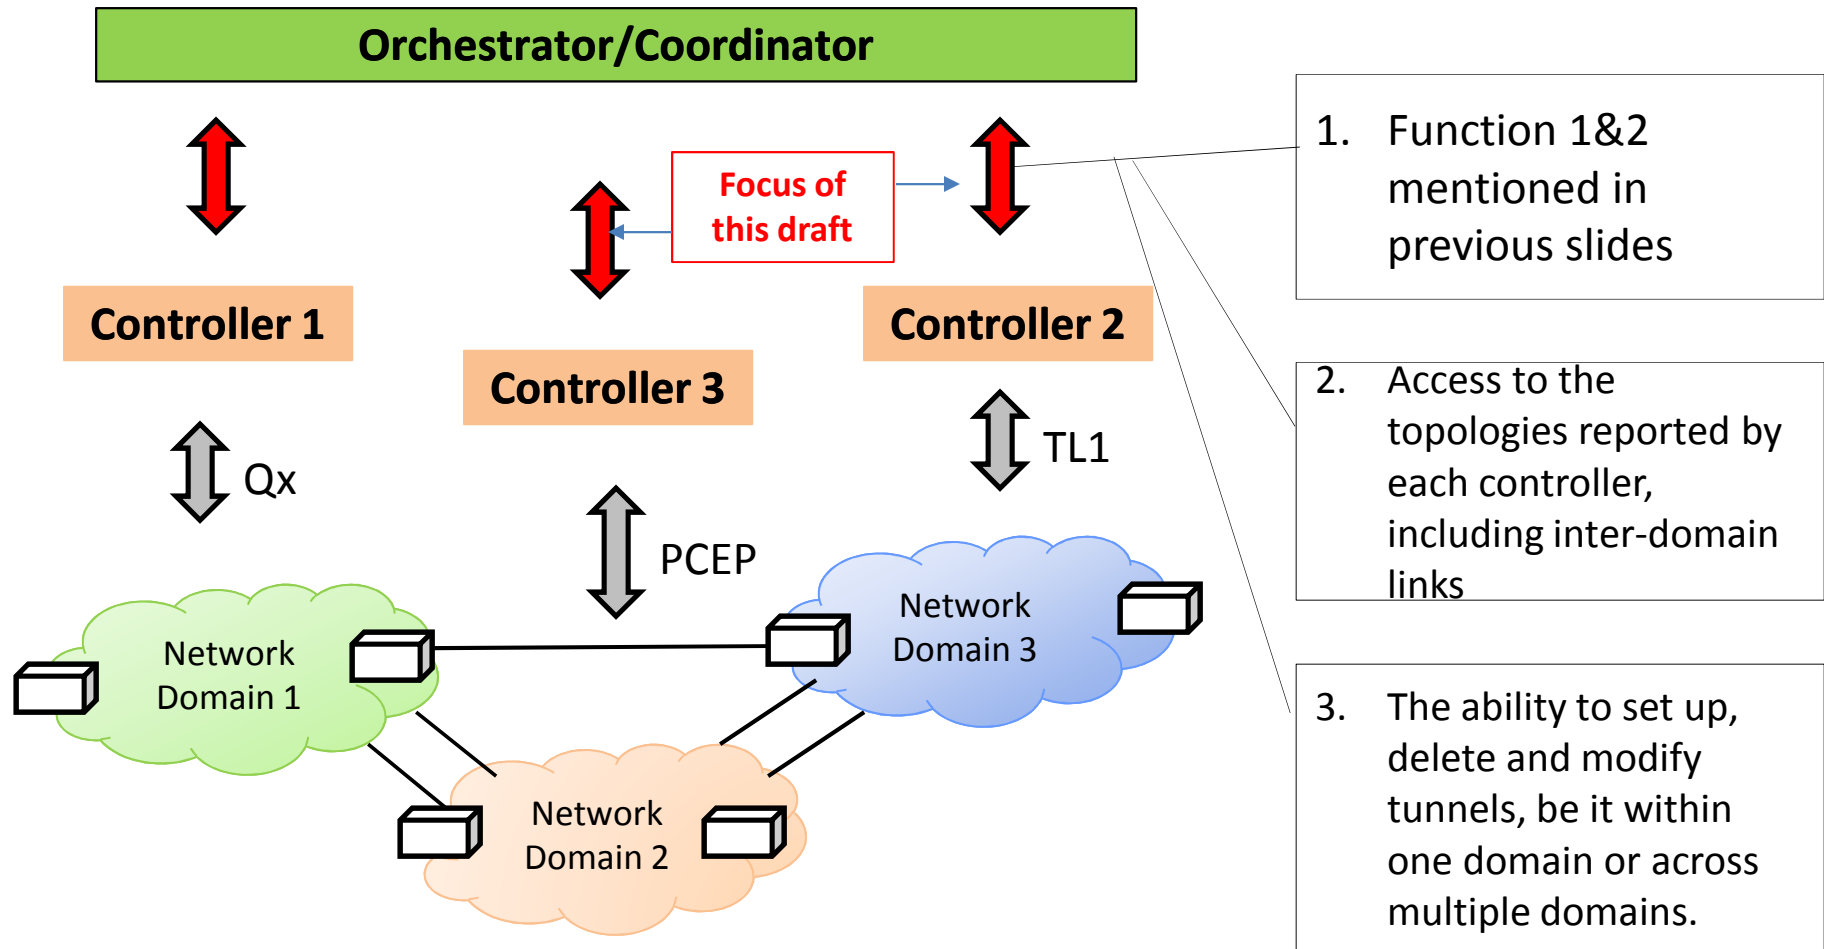 Orchestrator/Coordinator
Focus of
this draft
Controller 1
Controller 3
Controller 2
Qx
PCEP
TL1
Network
Domain 1
Network
Domain 2
Network
Domain 3
1. Function 1&2
mentioned in
previous slides
2. Access to the
topologies reported by
each controller,
including inter-domain
links
3. The ability to set up,
delete and modify
tunnels, be it within
one domain or across
multiple domains.